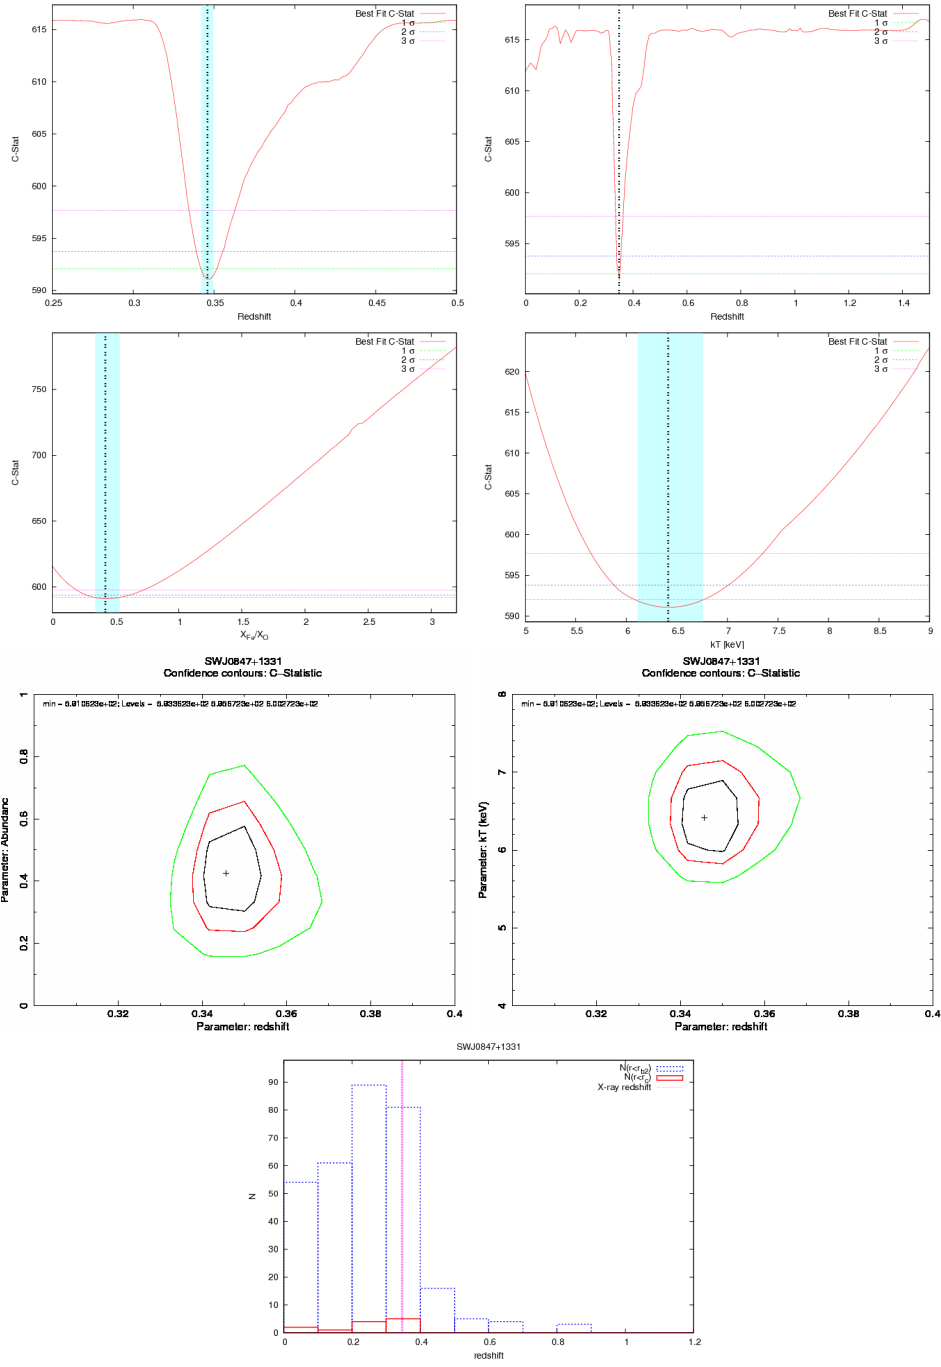 Best Fit C-Stat
1 σ
2 σ
3 σ
615
610
605
600
595
590
C-Stat
0.25 0.3 0.35 0.4 0.45 0.5
Redshift
Best Fit C-Stat
1 σ
2 σ
3 σ
615
610
605
600
595
C-Stat
0 0.2 0.4 0.6 0.8 1 1.2 1.4
Redshift
Best Fit C-Stat
1 σ
2 σ
3 σ
750
700
650
600
C-Stat
0 0.5 1 1.5 2 2.5 3
X_Fe/X_O
Best Fit C-Stat
1 σ
2 σ
3 σ
620
615
610
605
600
595
590
C-Stat
5 5.5 6 6.5 7 7.5 8 8.5 9
kT [keV]
SWJ0847+1331
Confidence contours: C-Statistic
1
0.8
0.6
0.4
0.2
0
Parameter: Abundanc
0.32 0.34 0.36 0.38 0.4
Parameter: redshift
SWJ0847+1331
Confidence contours: C-Statistic
8
7
6
5
4
Parameter: kT (keV)
0.32 0.34 0.36 0.38 0.4
Parameter: redshift
SWJ0847+1331
N(r<r_b2)
N(r<r_c)
X-ray redshift
90
80
70
60
50
40
30
20
10
0
N
0 0.2 0.4 0.6 0.8 1 1.2
redshift